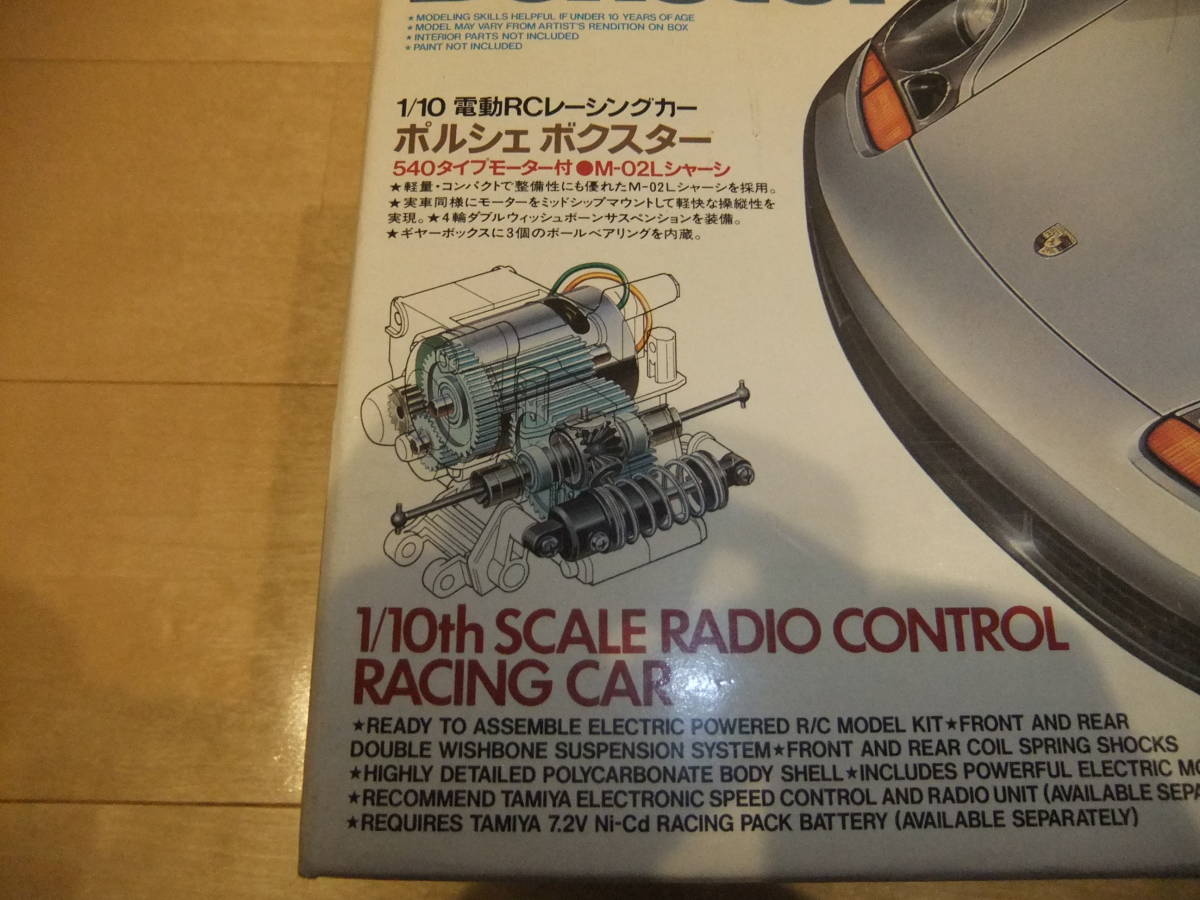 Boxster
★MODELING SKILLS HELPFUL IF UNDER 10 YEARS OF AGE
★MODEL MAY VARY FROM ARTIST'S RENDITION ON BOX
★INTERIOR PARTS NOT INCLUDED
★PAINT NOT INCLUDED
1/10 電動RCレーシングカー
ポルシェ ボクスター
540タイプモーター付●M-02Lシャーシ
★軽量・コンパクトで整備性にも優れたM-02Lシャーシを採用。
★実車同様にモーターをミッドシップマウントして軽快な操縦性を
実現。★4輪ダブルウィッシュボーンサスペンションを装備。
★ギヤーボックスに3個のボールベアリングを内蔵。
1/10th SCALE RADIO CONTROL
RACING CAR
★READY TO ASSEMBLE ELECTRIC POWERED R/C MODEL KIT★FRONT AND REAR
DOUBLE WISHBONE SUSPENSION SYSTEM★FRONT AND REAR COIL SPRING SHOCKS
★HIGHLY DETAILED POLYCARBONATE BODY SHELL★INCLUDES POWERFUL ELECTRIC MO
★RECOMMEND TAMIYA ELECTRONIC SPEED CONTROL AND RADIO UNIT (AVAILABLE SEPA
★REQUIRES TAMIYA 7.2V Ni-Cd RACING PACK BATTERY (AVAILABLE SEPARATELY)